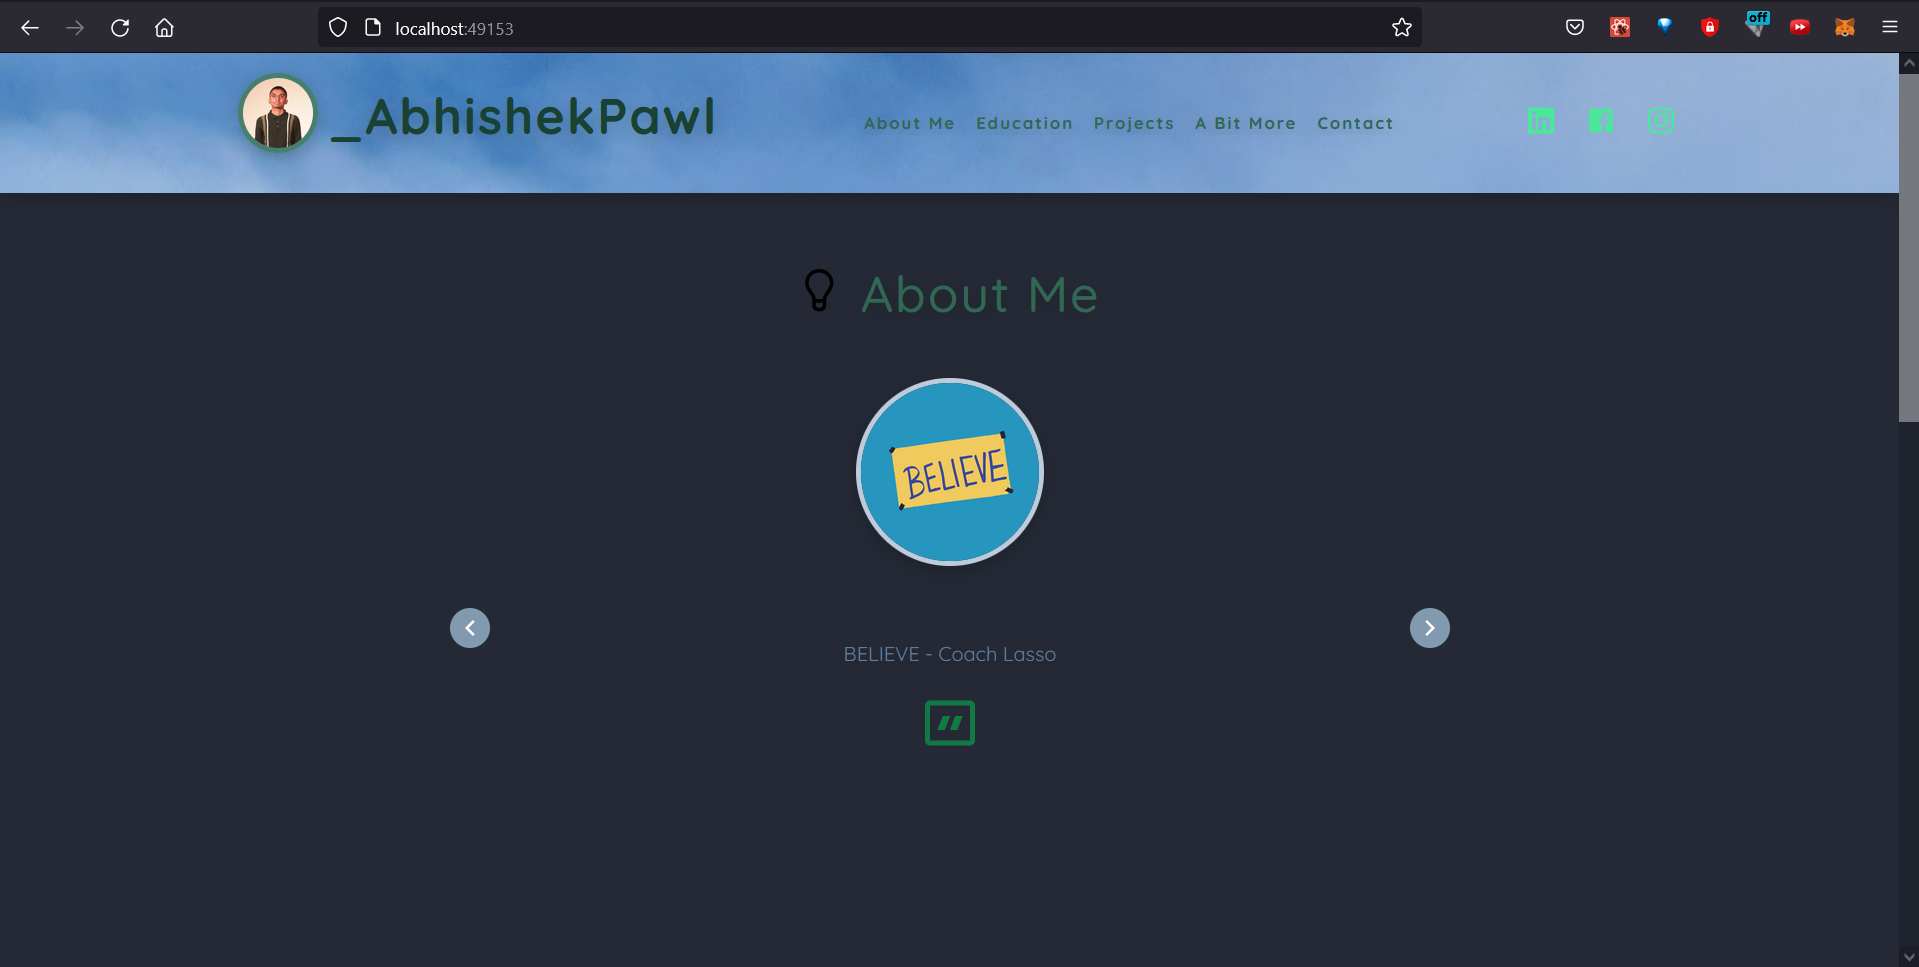 localhost:49153
off
_AbhishekPawl
About Me Education Projects A Bit More Contact
About Me
BELIEVE
BELIEVE - Coach Lasso